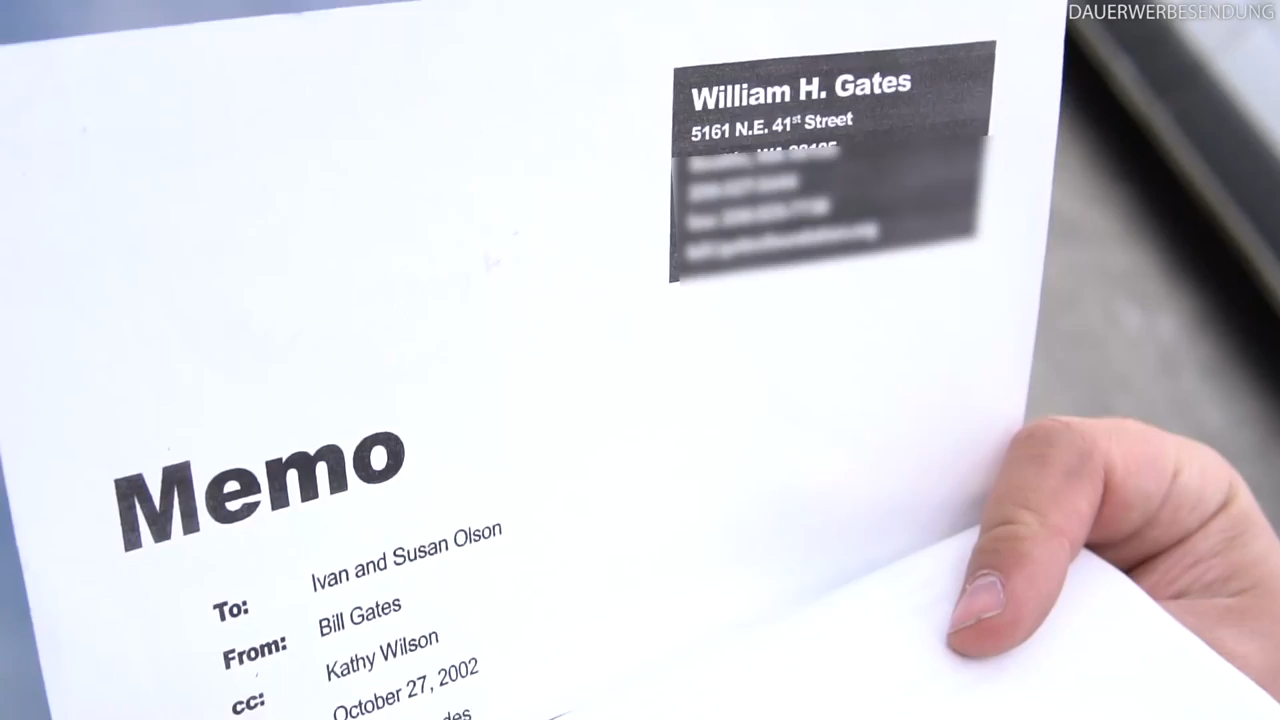 DAUERWERBESENDUNG
William H. Gates
5161 N.E. 41st Street
Memo
To: Ivan and Susan Olson
From: Bill Gates
cc: Kathy Wilson
October 27, 2002